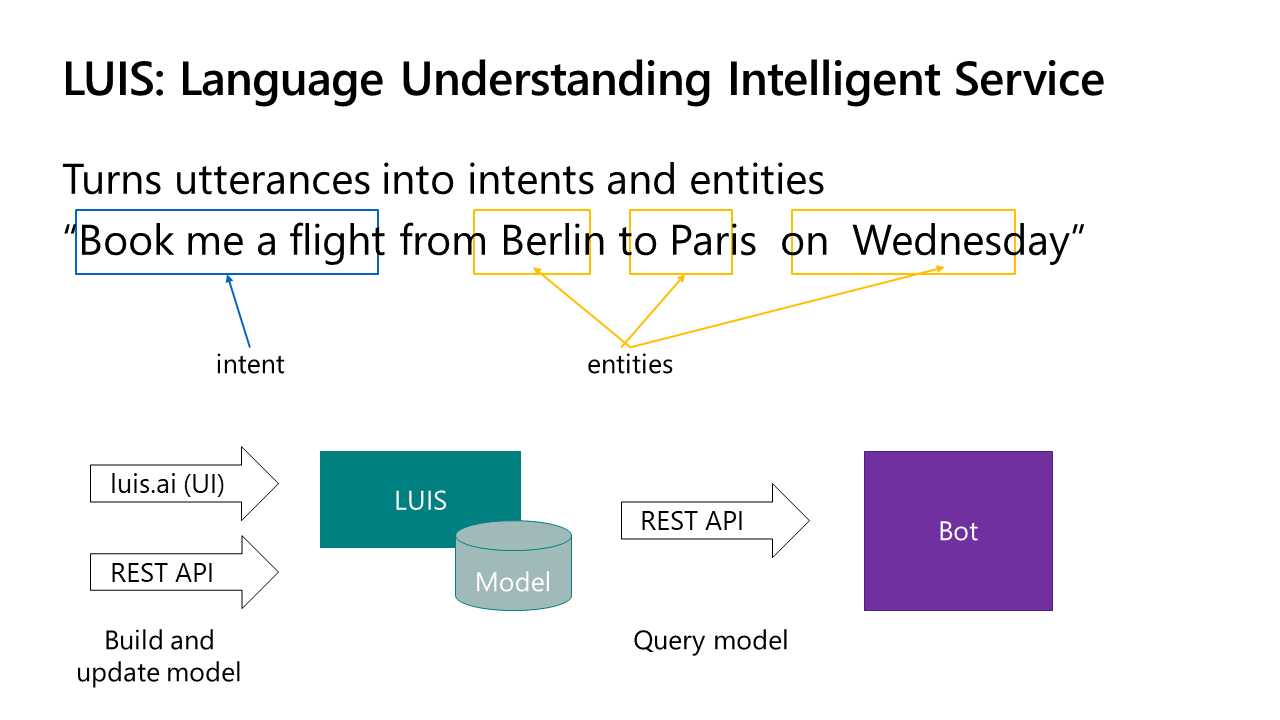 LUIS: Language Understanding Intelligent Service
Turns utterances into intents and entities
“Book me a flight from Berlin to Paris  on  Wednesday”
intent
entities
luis.ai (UI)
REST API
Build and
update model
LUIS
Model
REST API
Query model
Bot